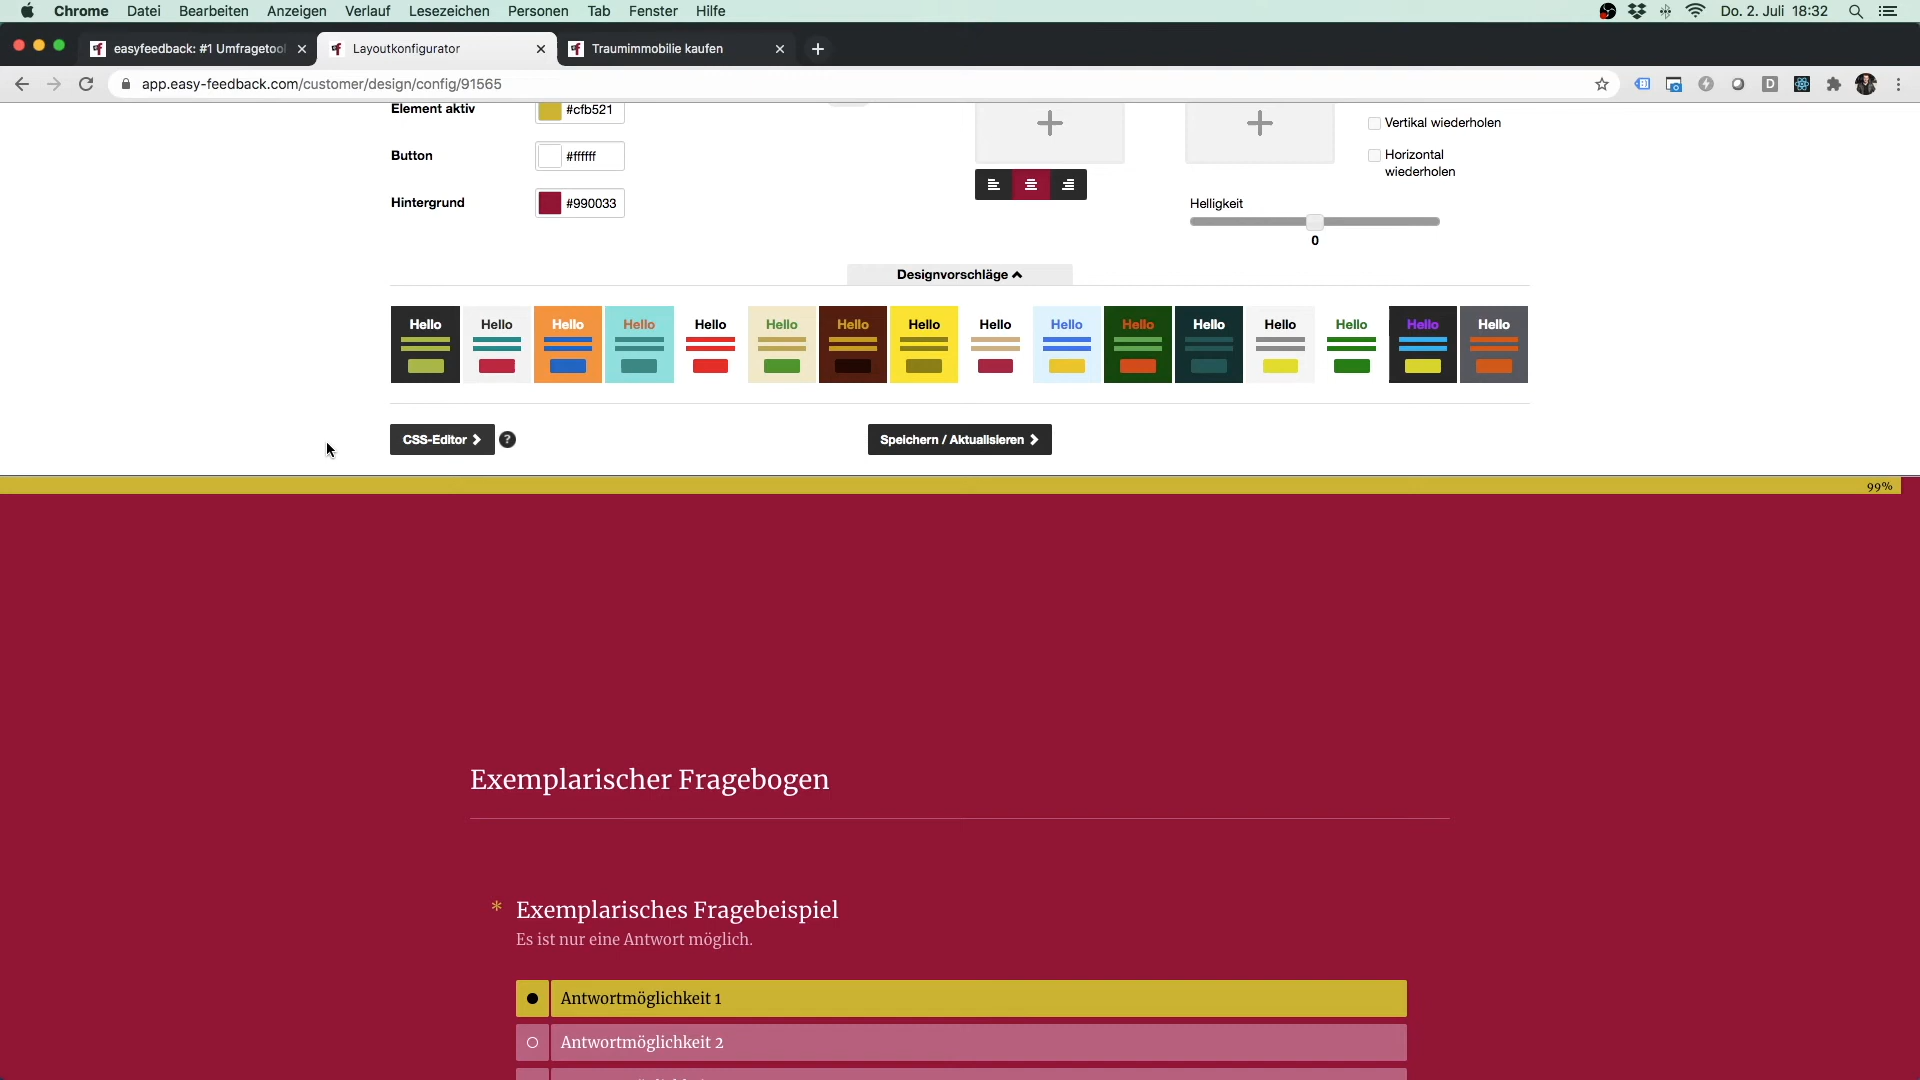 Chrome Datei Bearbeiten Anzeigen Verlauf Lesezeichen Personen Tab Fenster Hilfe Do. 2. Juli 18:32
easyfeedback: #1 Umfragetool Layoutkonfigurator Traumimmobilie kaufen
app.easy-feedback.com/customer/design/config/91565
Element aktiv #cfb521
Vertikal wiederholen
Button #ffffff
Horizontal
wiederholen
Hintergrund #990033
Helligkeit
0
Designvorschläge
Hello Hello Hello Hello Hello Hello Hello Hello Hello Hello Hello Hello Hello Hello Hello Hello
CSS-Editor ? Speichern / Aktualisieren
99%
Exemplarischer Fragebogen
* Exemplarisches Fragebeispiel
Es ist nur eine Antwort möglich.
Antwortmöglichkeit 1
Antwortmöglichkeit 2